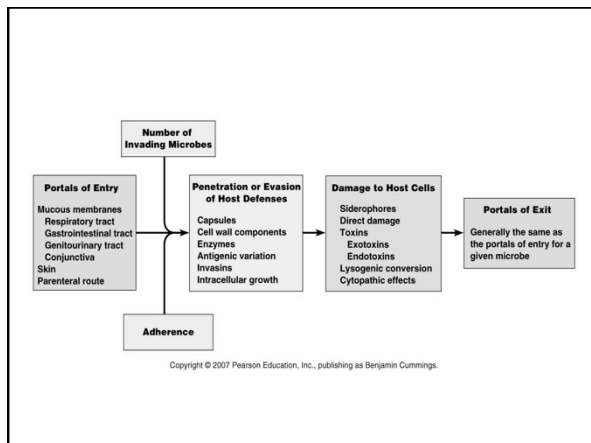 Number of
Invading Microbes
Portals of Entry
Mucous membranes
Respiratory tract
Gastrointestinal tract
Genitourinary tract
Conjunctiva
Skin
Parenteral route
Adherence
Penetration or Evasion
of Host Defenses
Capsules
Cell wall components
Enzymes
Antigenic variation
Invasins
Intracellular growth
Damage to Host Cells
Siderophores
Direct damage
Toxins
Exotoxins
Endotoxins
Lysogenic conversion
Cytopathic effects
Portals of Exit
Generally the same as
the portals of entry for a
given microbe
Copyright © 2007 Pearson Education, Inc., publishing as Benjamin Cummings.